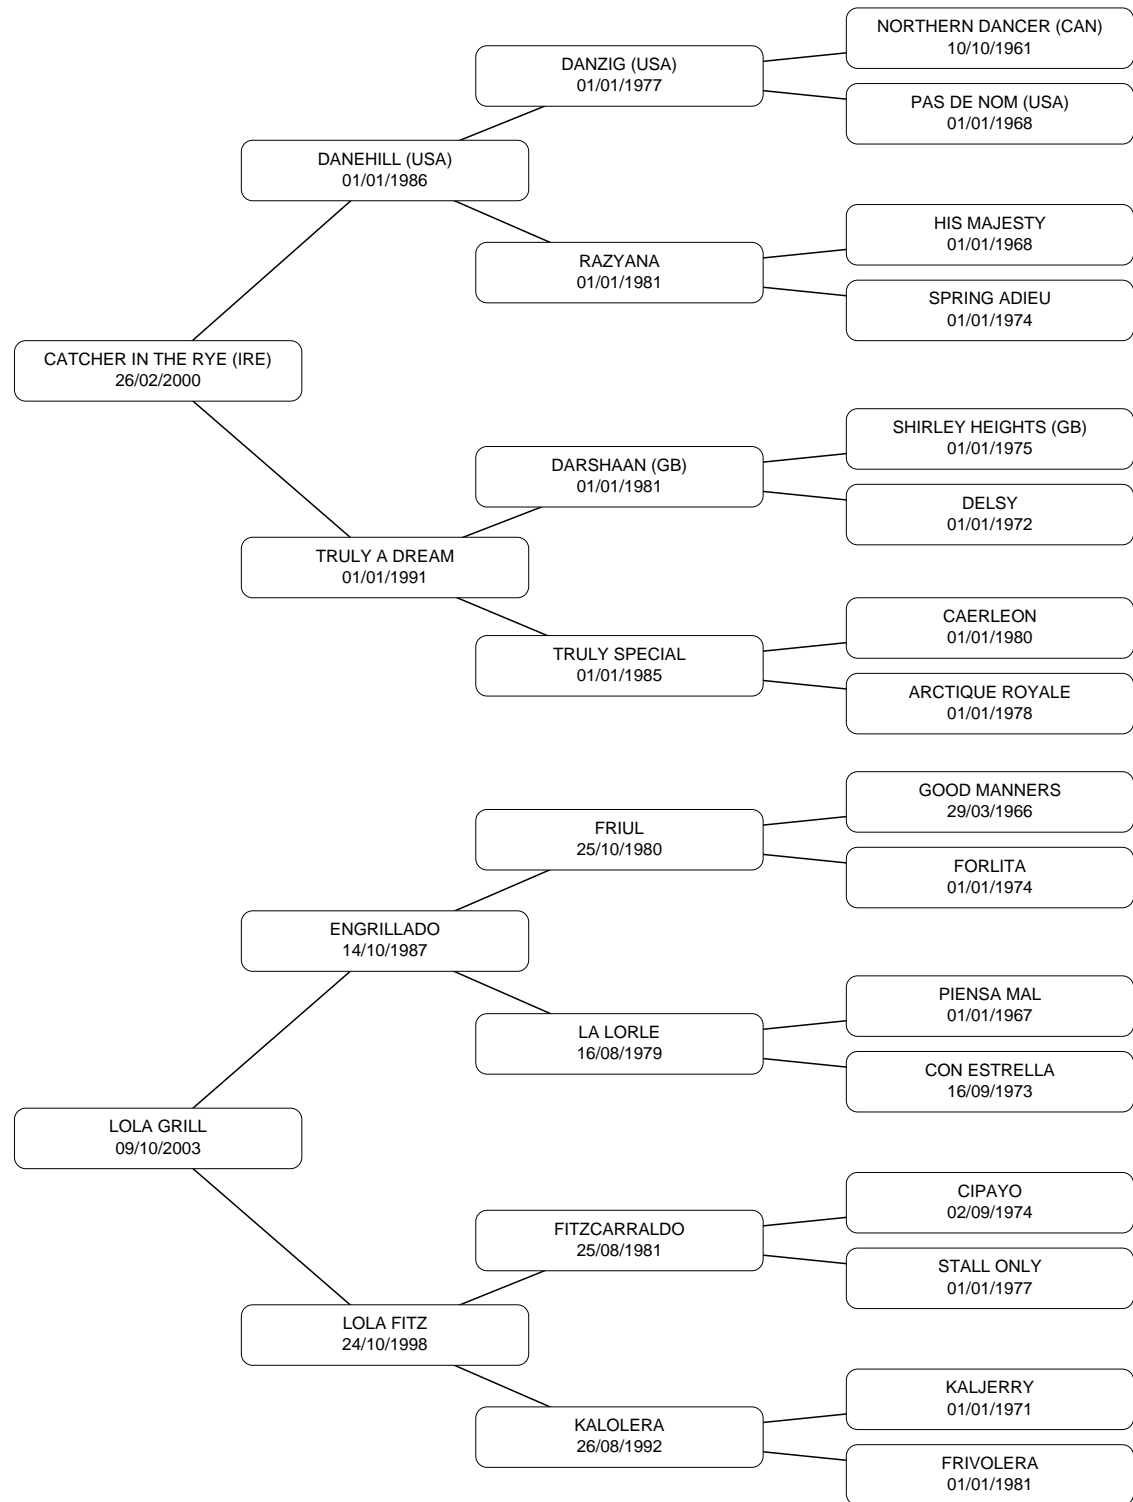 NORTHERN DANCER (CAN)
10/10/1961
DANZIG (USA)
01/01/1977
PAS DE NOM (USA)
01/01/1968
DANEHILL (USA)
01/01/1986
HIS MAJESTY
01/01/1968
RAZYANA
01/01/1981
SPRING ADIEU
01/01/1974
CATCHER IN THE RYE (IRE)
26/02/2000
SHIRLEY HEIGHTS (GB)
01/01/1975
DARSHAAN (GB)
01/01/1981
DELSY
01/01/1972
TRULY A DREAM
01/01/1991
CAERLEON
01/01/1980
TRULY SPECIAL
01/01/1985
ARCTIQUE ROYALE
01/01/1978
GOOD MANNERS
29/03/1966
FRIUL
25/10/1980
FORLITA
01/01/1974
ENGRILLADO
14/10/1987
PIENSA MAL
01/01/1967
LA LORLE
16/08/1979
CON ESTRELLA
16/09/1973
LOLA GRILL
09/10/2003
CIPAYO
02/09/1974
FITZCARRALDO
25/08/1981
STALL ONLY
01/01/1977
LOLA FITZ
24/10/1998
KALJERRY
01/01/1971
KALOLERA
26/08/1992
FRIVOLERA
01/01/1981